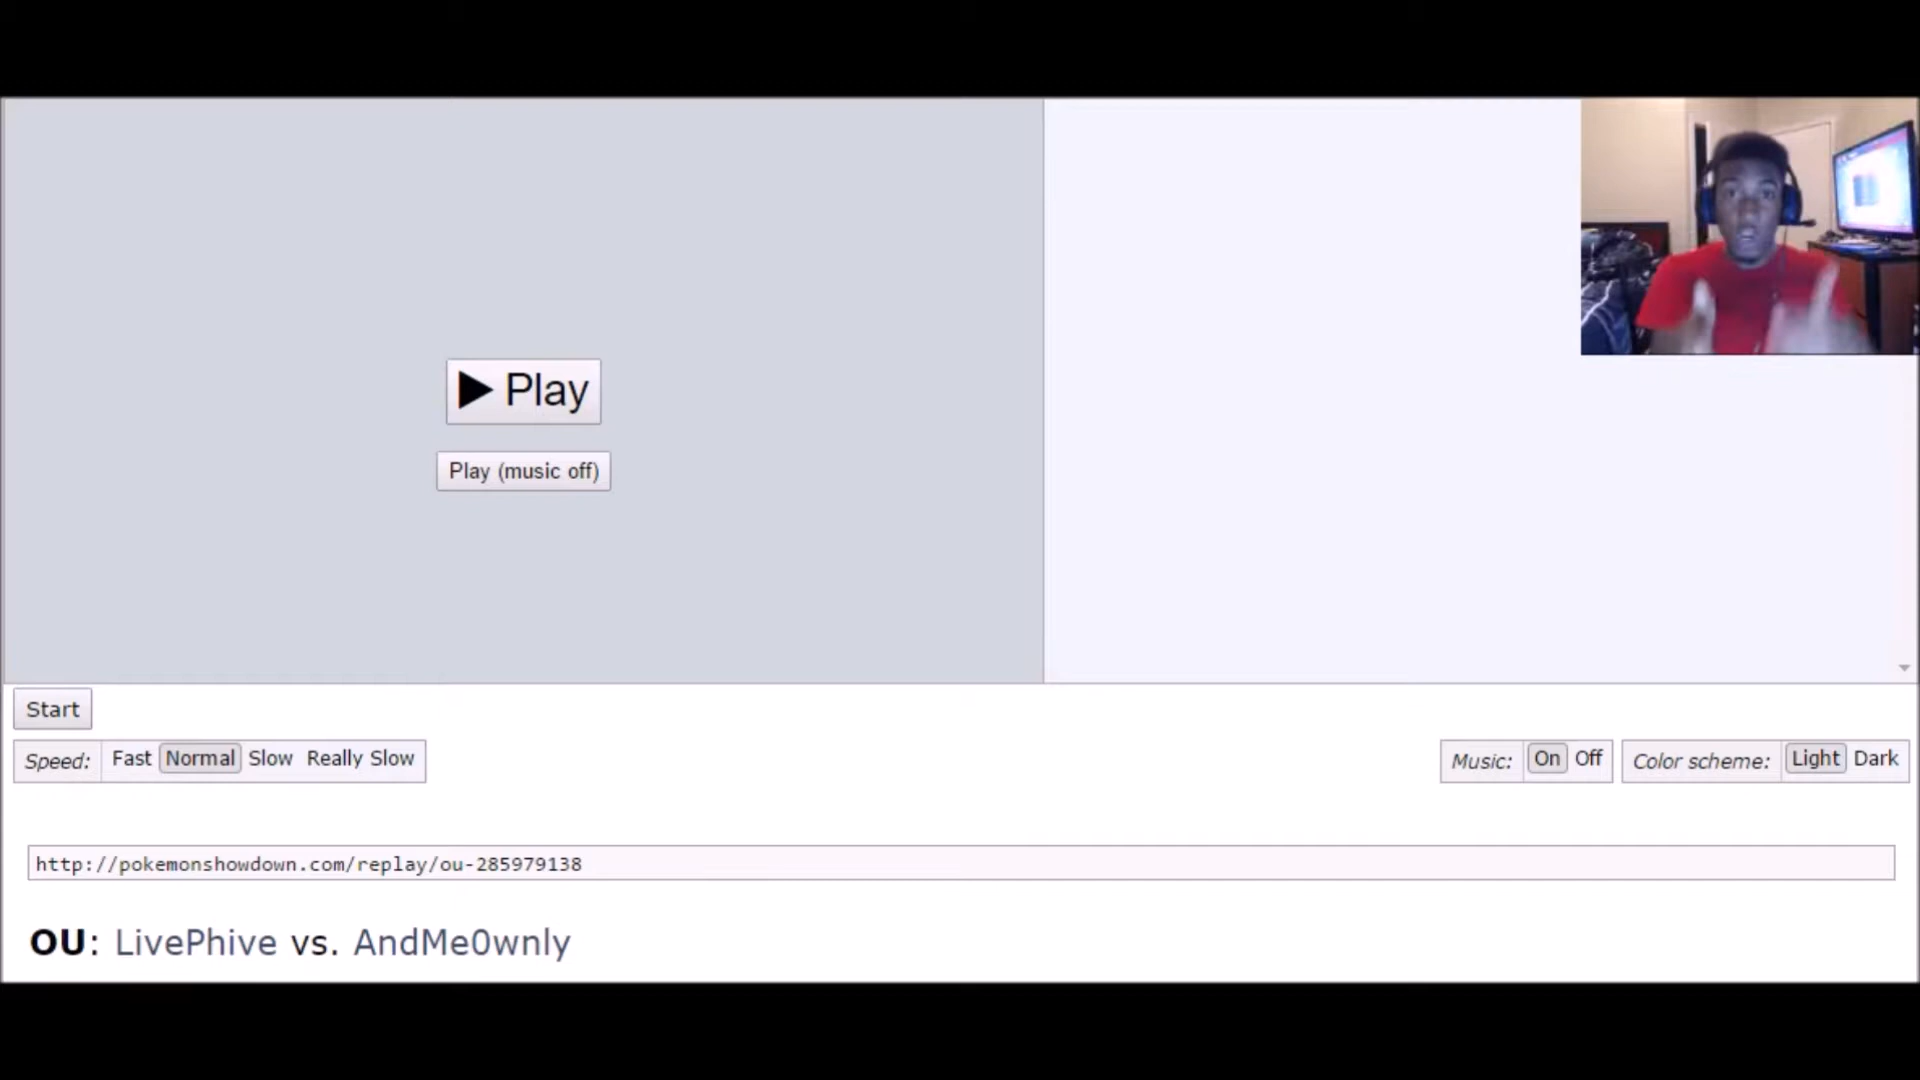 ▶ Play
Play (music off)
Start
Speed: Fast Normal Slow Really Slow
Music: On Off
Color scheme: Light Dark
http://pokemonshowdown.com/replay/ou-285979138
OU: LivePhive vs. AndMe0wnly